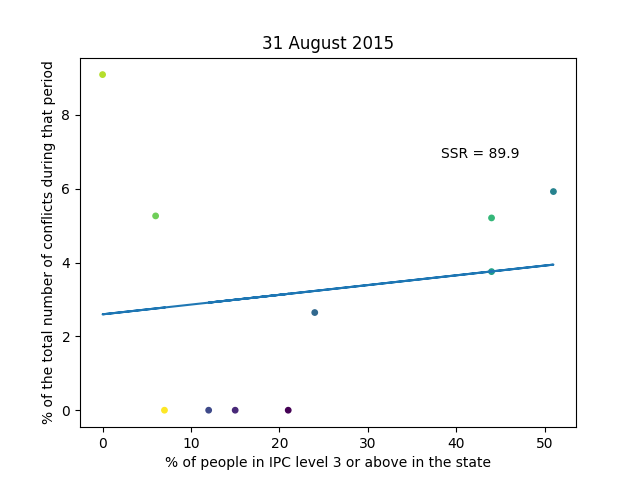 31 August 2015
% of the total number of conflicts during that period
8
6
4
2
0
SSR = 89.9
0 10 20 30 40 50
% of people in IPC level 3 or above in the state